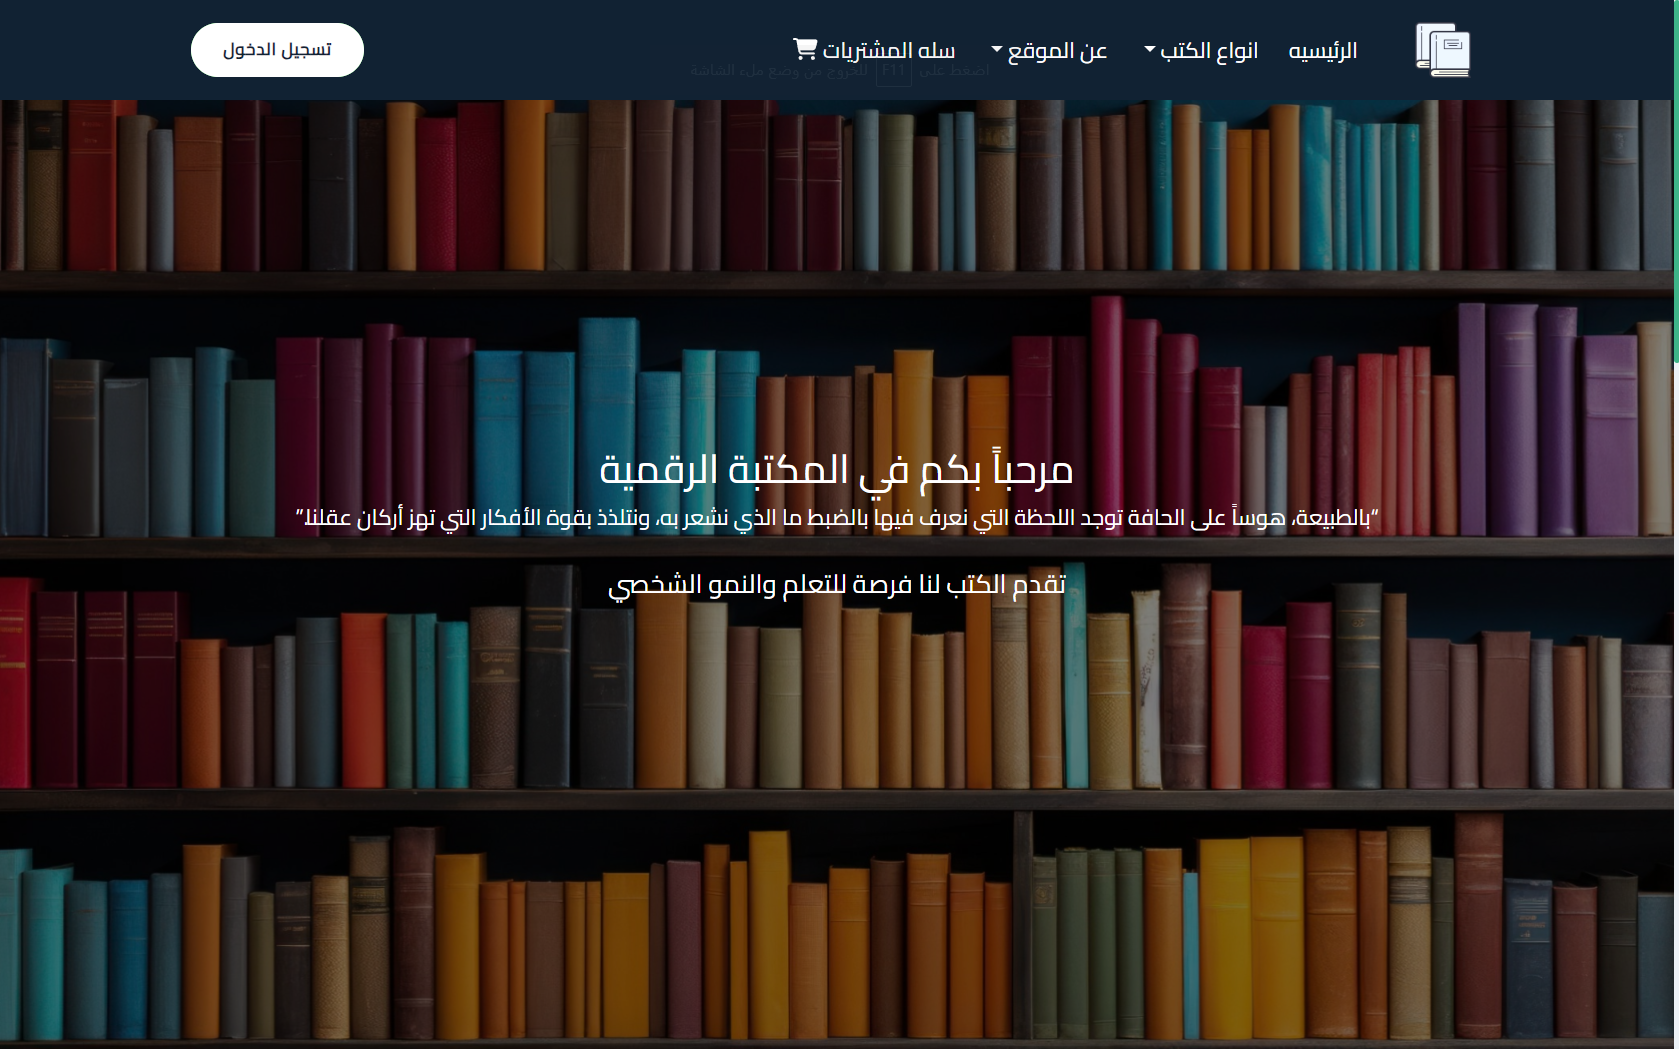 الرئيسيه
انواع الكتب
عن الموقع
سله المشتريات
تسجيل الدخول
اضغط على F11 للخروج من وضع ملء الشاشة
مرحباً بكم في المكتبة الرقمية
“بالطبيعة، هوساً على الحافة توجد اللحظة التي نعرف فيها بالضبط ما الذي نشعر به، ونتلذذ بقوة الأفكار التي تهز أركان عقلنا.”
تقدم الكتب لنا فرصة للتعلم والنمو الشخصي